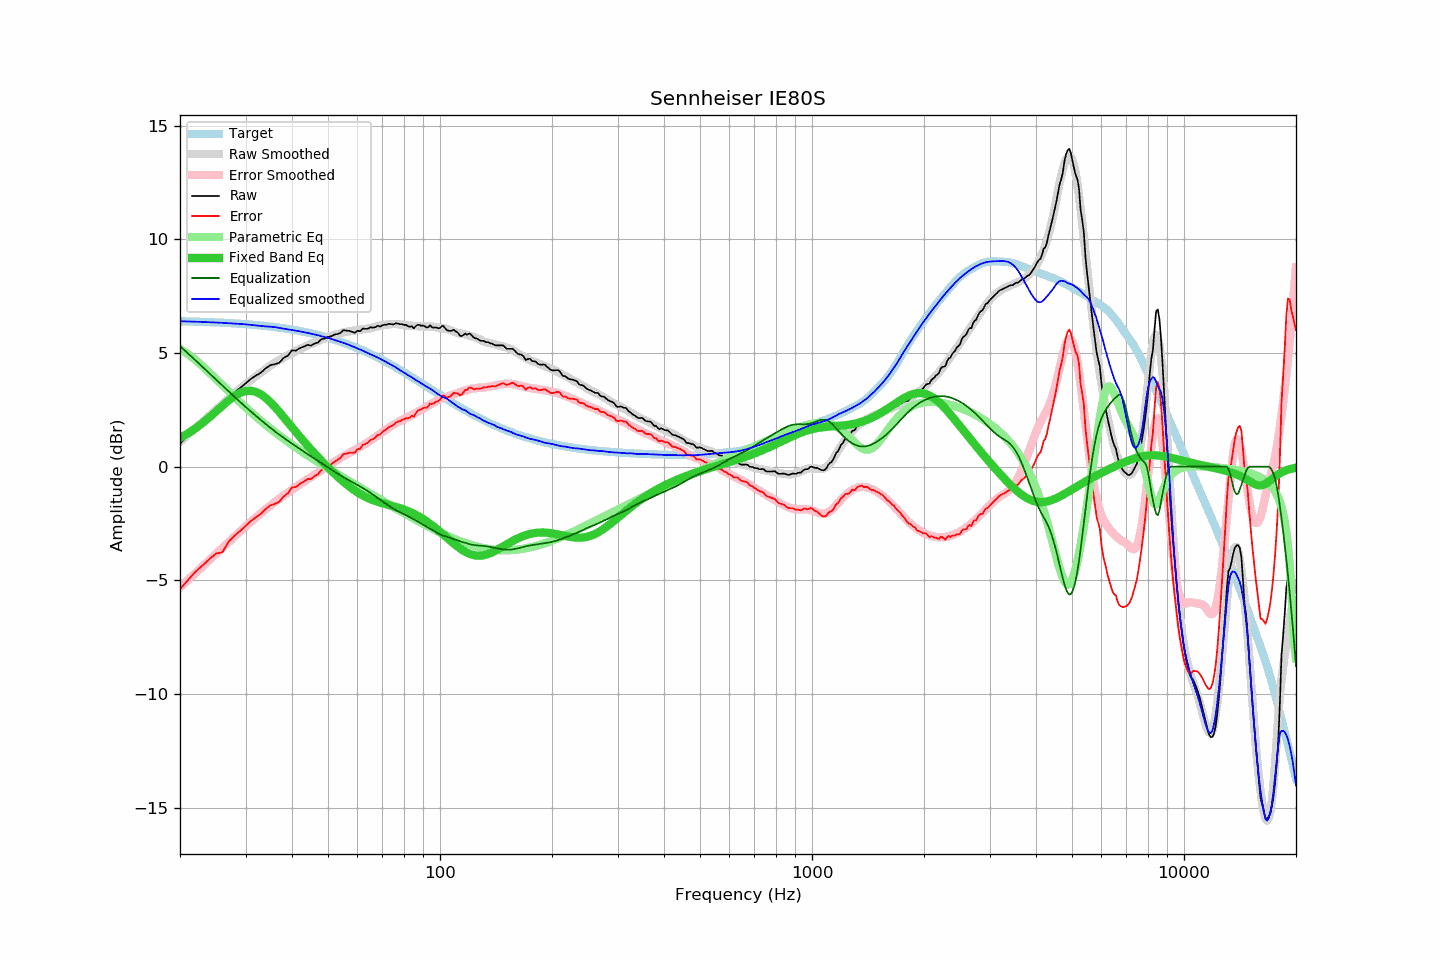 Sennheiser IE80S
Target
Raw Smoothed
Error Smoothed
Raw
Error
Parametric Eq
Fixed Band Eq
Equalization
Equalized smoothed
15
10
5
0
−5
−10
−15
Amplitude (dBr)
100
1000
10000
Frequency (Hz)